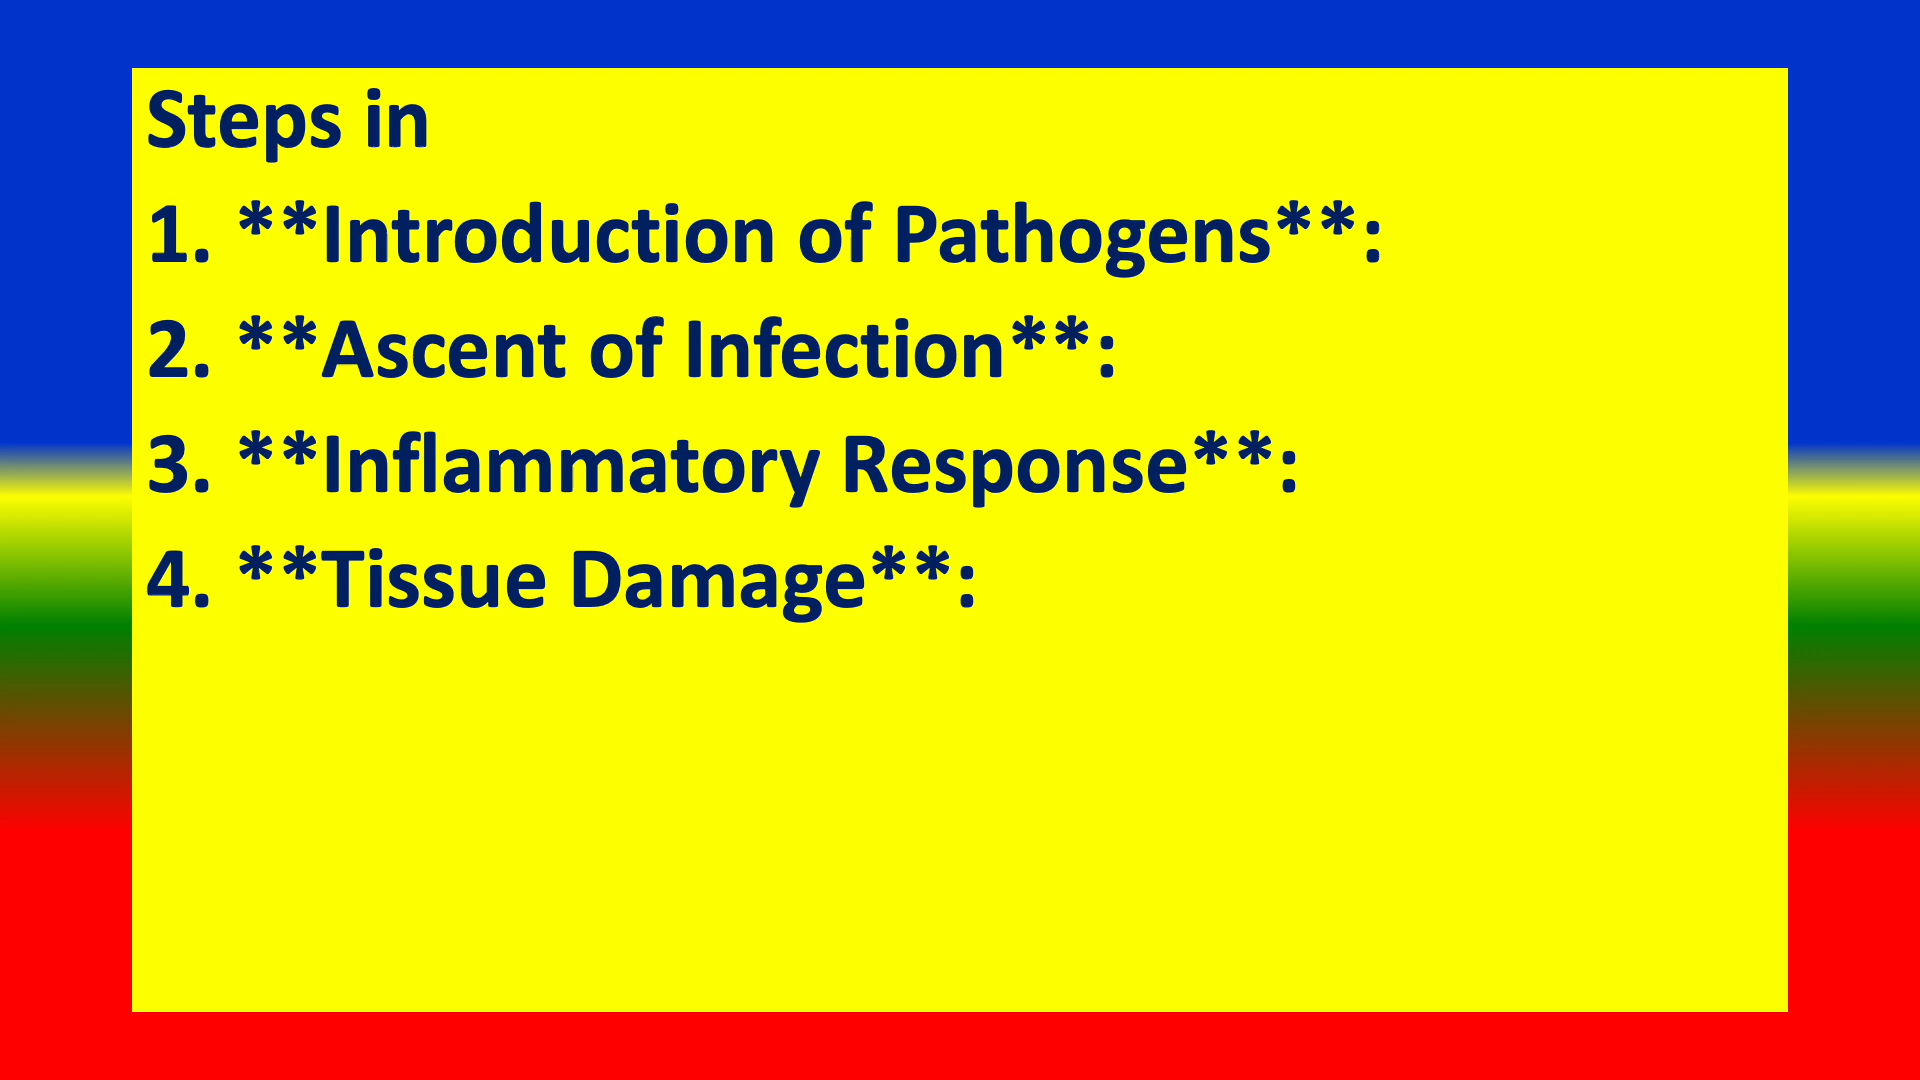 Steps in
1. **Introduction of Pathogens**:
2. **Ascent of Infection**:
3. **Inflammatory Response**:
4. **Tissue Damage**: